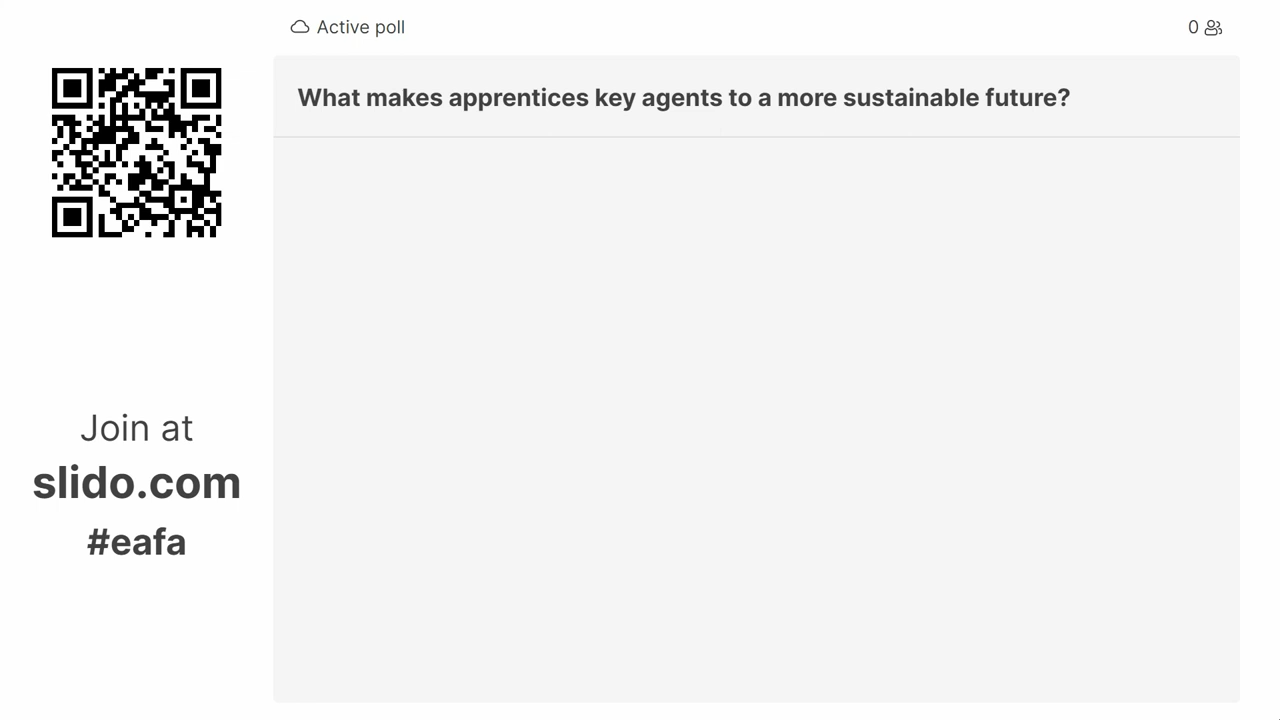 Active poll
0
What makes apprentices key agents to a more sustainable future?
Join at
slido.com
#eafa